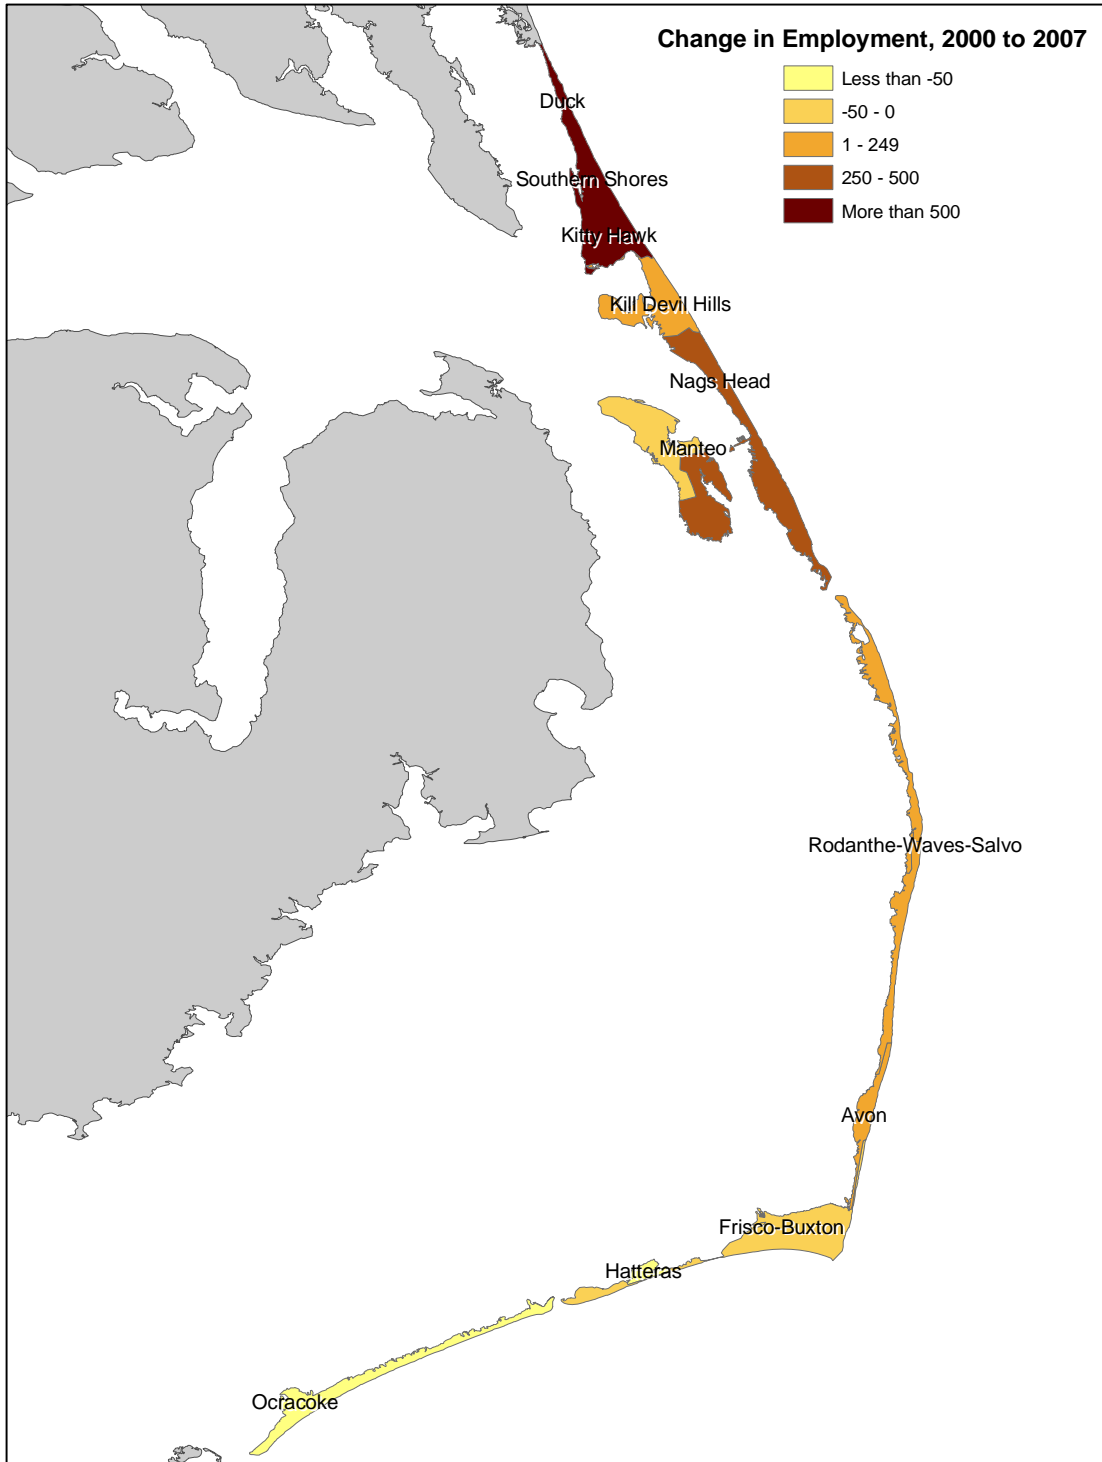 Change in Employment, 2000 to 2007
Less than -50
-50 - 0
1 - 249
250 - 500
More than 500
Duck
Southern Shores
Kitty Hawk
Kill Devil Hills
Nags Head
Manteo
Rodanthe-Waves-Salvo
Avon
Frisco-Buxton
Hatteras
Ocracoke